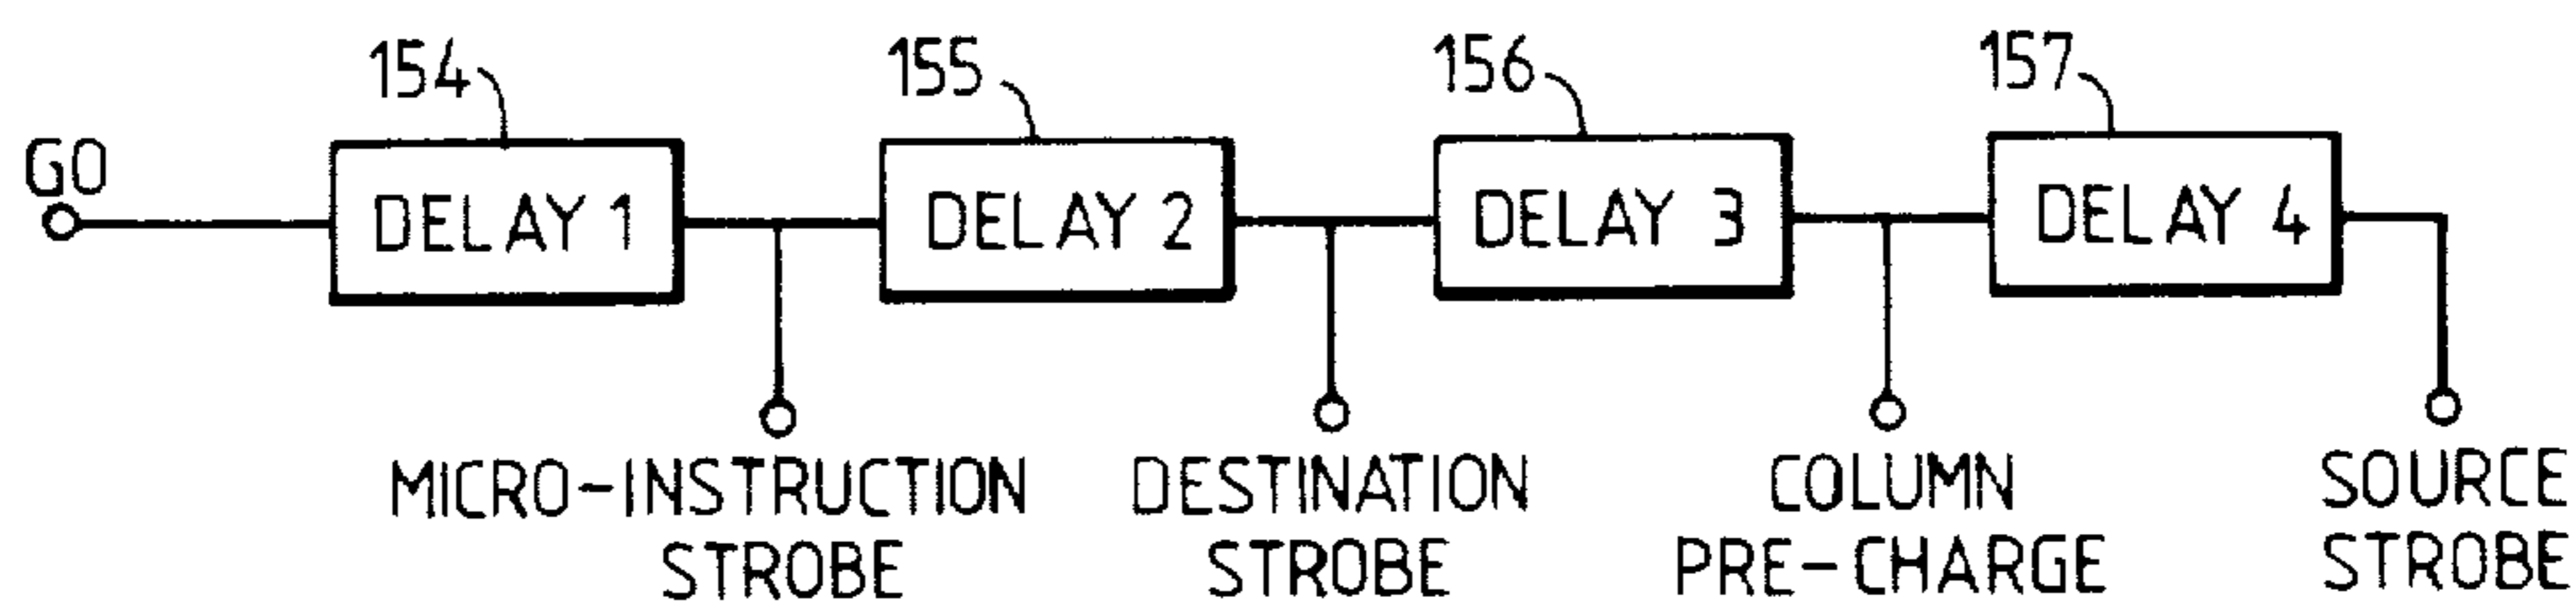 154
155
156
157
GO
DELAY 1
DELAY 2
DELAY 3
DELAY 4
MICRO-INSTRUCTION
STROBE
DESTINATION
STROBE
COLUMN
PRE-CHARGE
SOURCE
STROBE